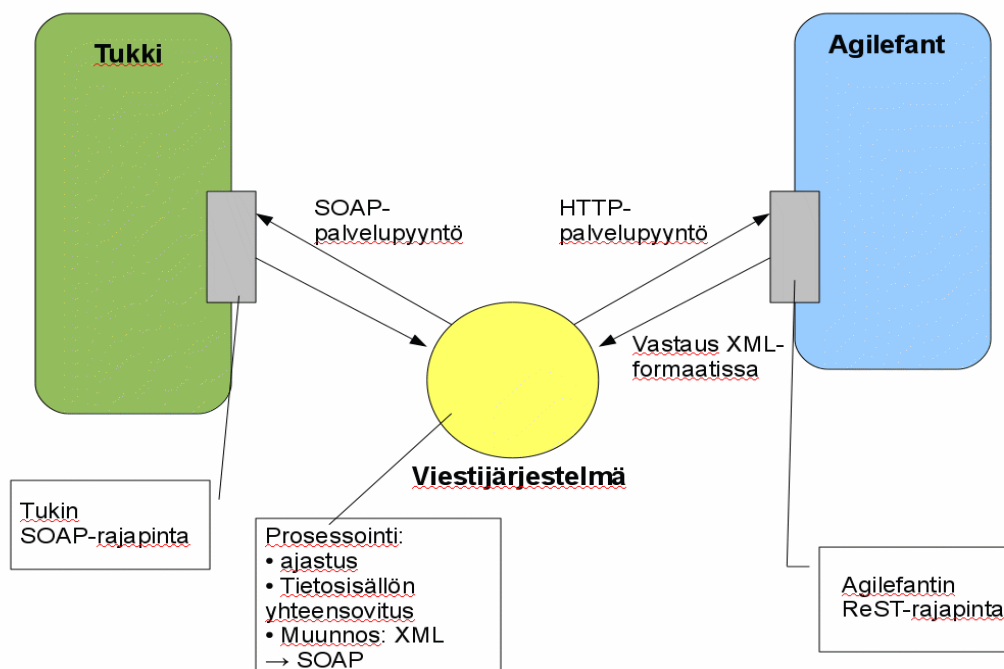 Tukki
Agilefant
SOAP-
palvelupyyntö
HTTP-
palvelupyyntö
Vastaus XML-
formaatissa
Viestijärjestelmä
Tukin
SOAP-rajapinta
Prosessointi:
• ajastus
• Tietosisällön
yhteensovitus
• Muunnos: XML
→ SOAP
Agilefantin
ReST-rajapinta